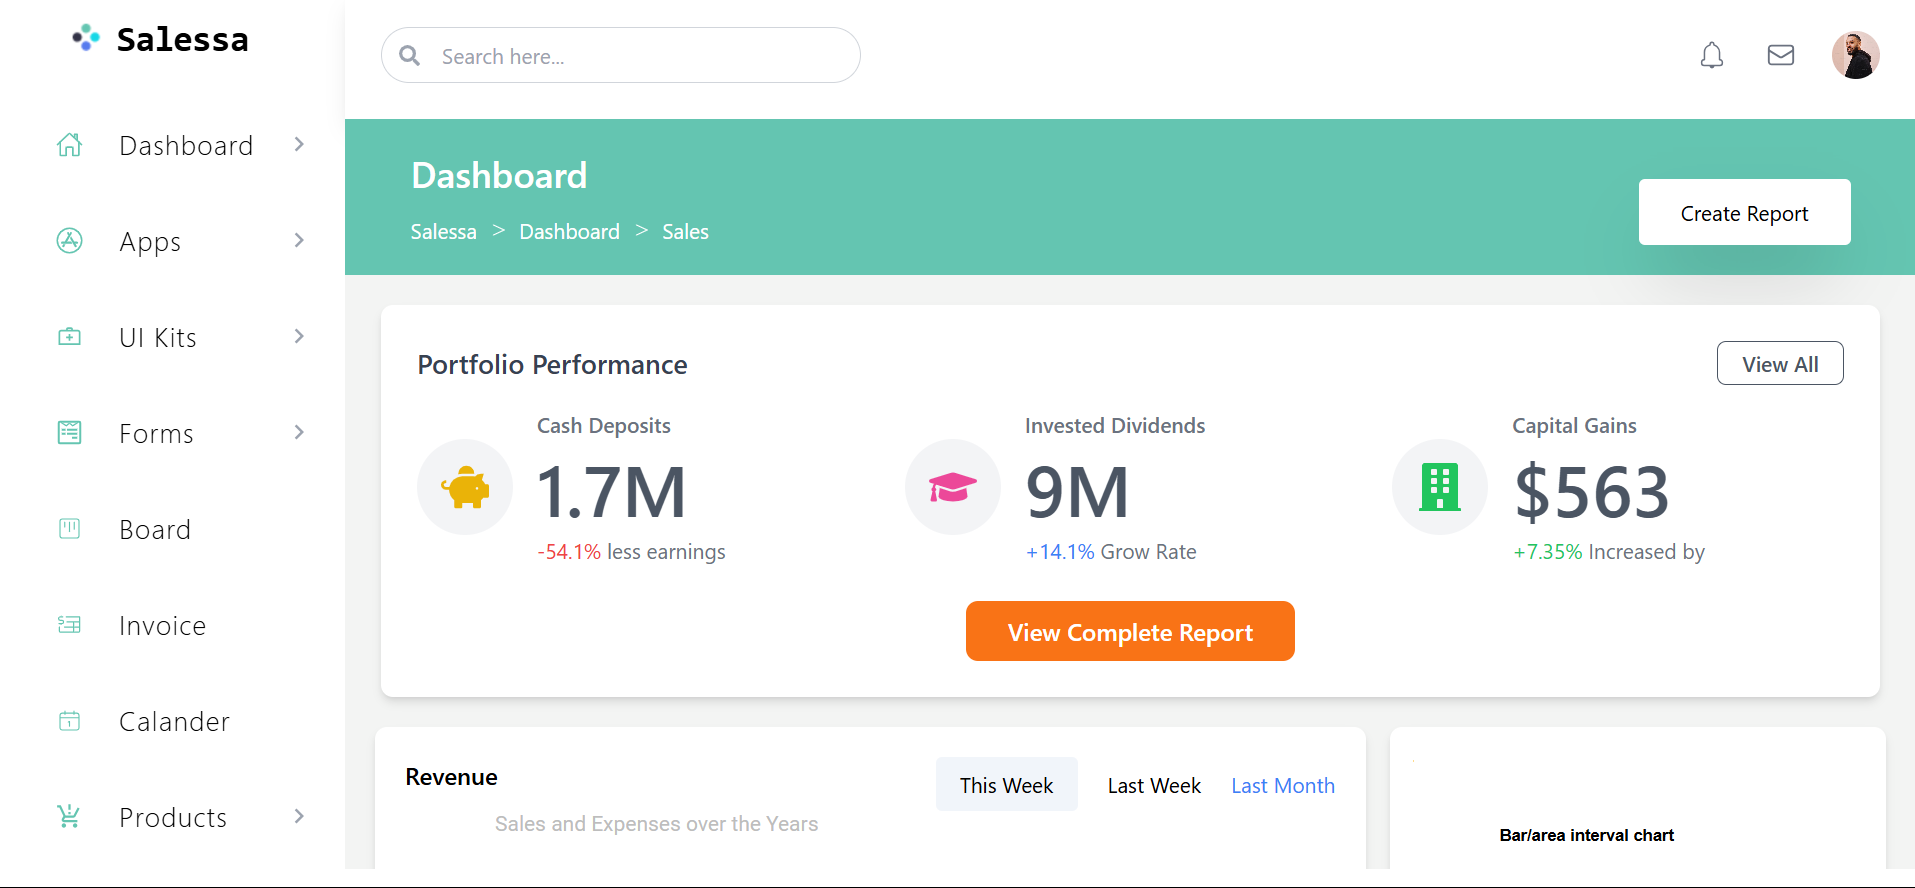 Salessa
Search here...
Dashboard
Apps
UI Kits
Forms
Board
Invoice
Calander
Products
Dashboard
Salessa > Dashboard > Sales
Create Report
Portfolio Performance
View All
Cash Deposits
1.7M
-54.1% less earnings
Invested Dividends
9M
+14.1% Grow Rate
Capital Gains
$563
+7.35% Increased by
View Complete Report
Revenue
This Week
Last Week
Last Month
Sales and Expenses over the Years
Bar/area interval chart